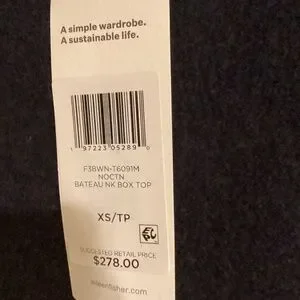 A simple wardrobe.
A sustainable life.
1 97223 05289 0
F3BWN-T6091M
NOCTN
BATEAU NK BOX TOP
XS/TP
SUGGESTED RETAIL PRICE
$278.00
eileenfisher.com